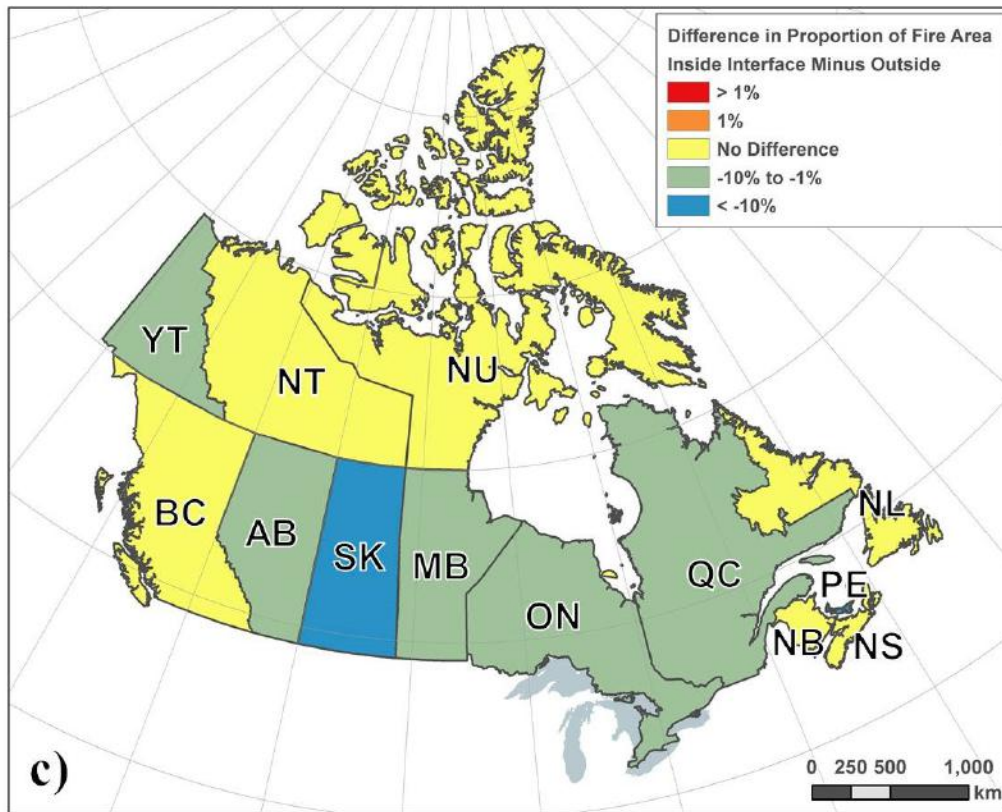 Difference in Proportion of Fire Area
Inside Interface Minus Outside
> 1%
1%
No Difference
-10% to -1%
< -10%
YT
NT
NU
BC
AB
SK
MB
ON
QC
NL
PE
NB
NS
c)
0 250 500 1,000
km